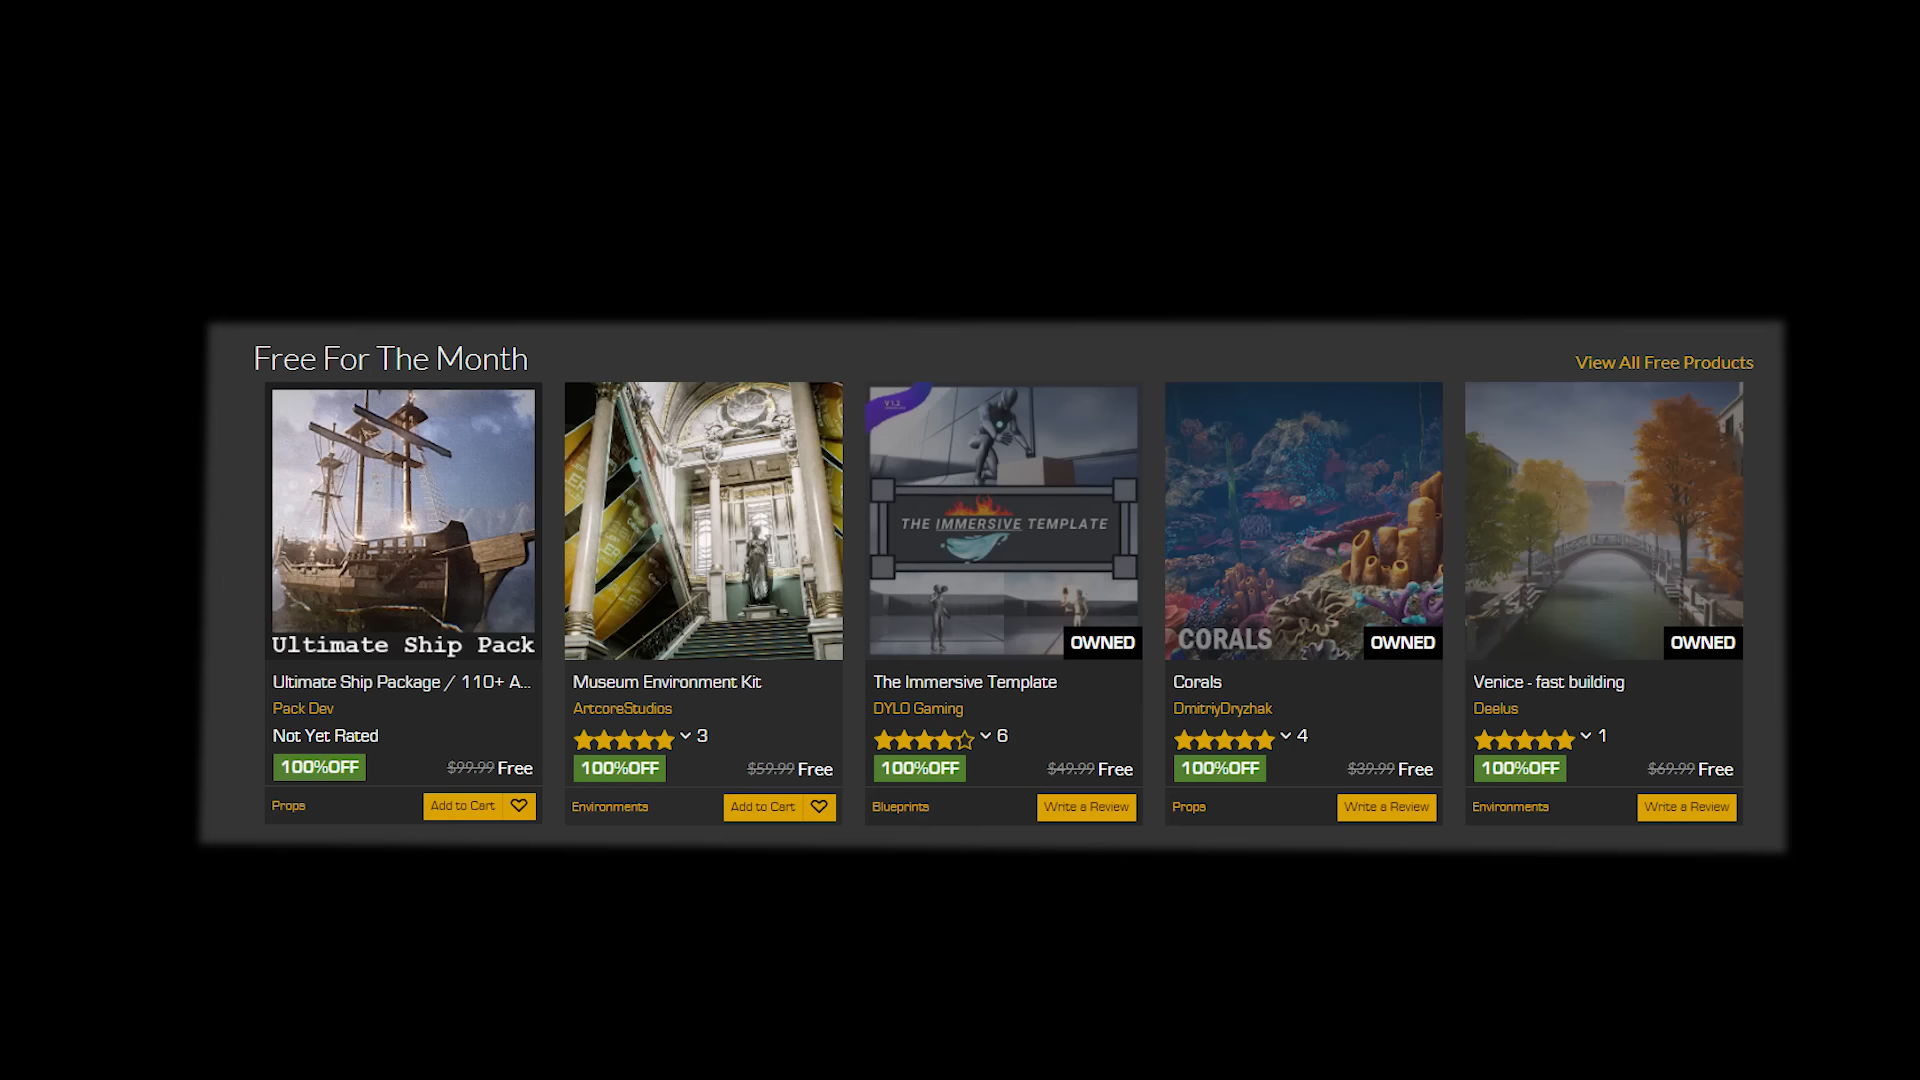 Free For The Month
View All Free Products
Ultimate Ship Pack
Ultimate Ship Package / 110+ A...
Pack Dev
Not Yet Rated
100%OFF
$99.99 Free
Props
Add to Cart
Museum Environment Kit
ArtcoreStudios
3
100%OFF
$59.99 Free
Environments
Add to Cart
V1.2
THE IMMERSIVE TEMPLATE
OWNED
The Immersive Template
DYLO Gaming
6
100%OFF
$49.99 Free
Blueprints
Write a Review
CORALS
OWNED
Corals
DmitriyDryzhak
4
100%OFF
$39.99 Free
Props
Write a Review
OWNED
Venice - fast building
Deelus
1
100%OFF
$69.99 Free
Environments
Write a Review